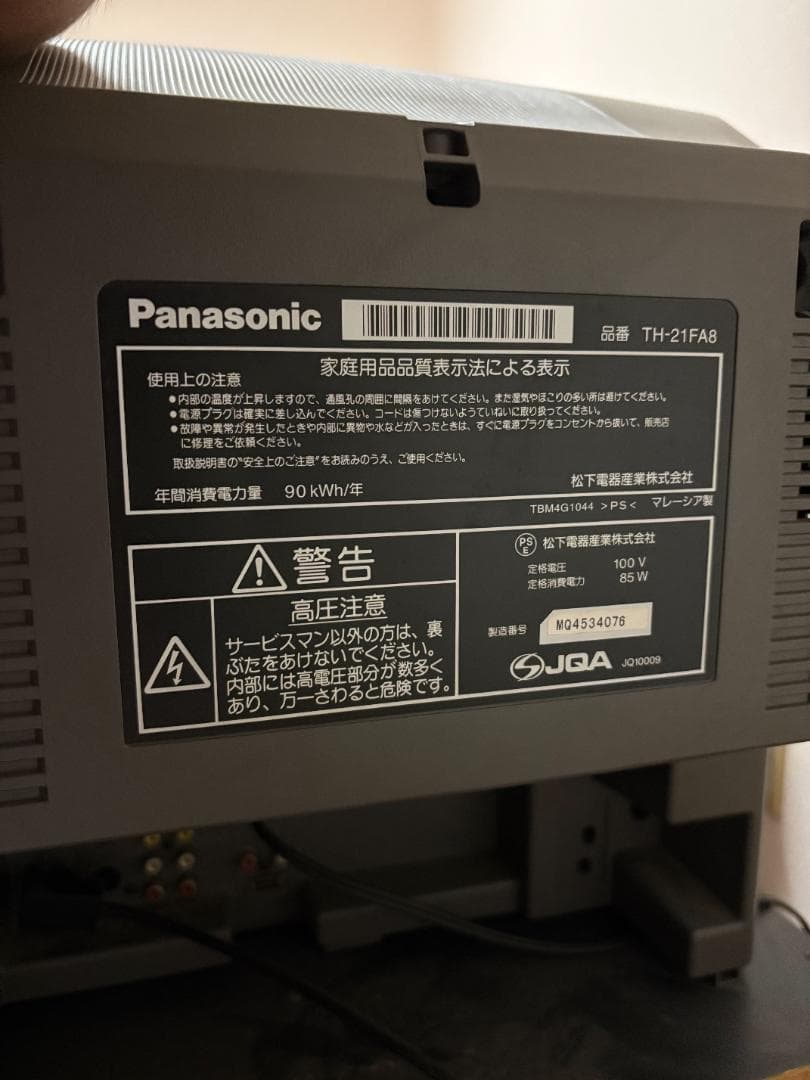 Panasonic
品番 TH-21FA8
家庭用品品質表示法による表示
使用上の注意
●内部の温度が上昇しますので、通風孔の周囲に間隔をあけてください。また湿気やほこりの多い所は避けてください。
●電源プラグは確実に差し込んでください。コードは傷つけないようていねいに取り扱ってください。
●故障や異常が発生したときや内部に異物や水などが入ったときは、すぐに電源プラグをコンセントから抜いて、販売店
に修理をご依頼ください。
取扱説明書の"安全上のご注意"をお読みのうえ、ご使用ください。
年間消費電力量 90 kWh/年
松下電器産業株式会社
TBM4G1044 >PS< マレーシア製
警告
高圧注意
サービスマン以外の方は、裏
ぶたをあけないでください。
内部には高電圧部分が数多く
あり、万一さわると危険です。
PS
E
松下電器産業株式会社
定格電圧 100 V
定格消費電力 85 W
製造番号 MQ4534076
JQA JQ10009